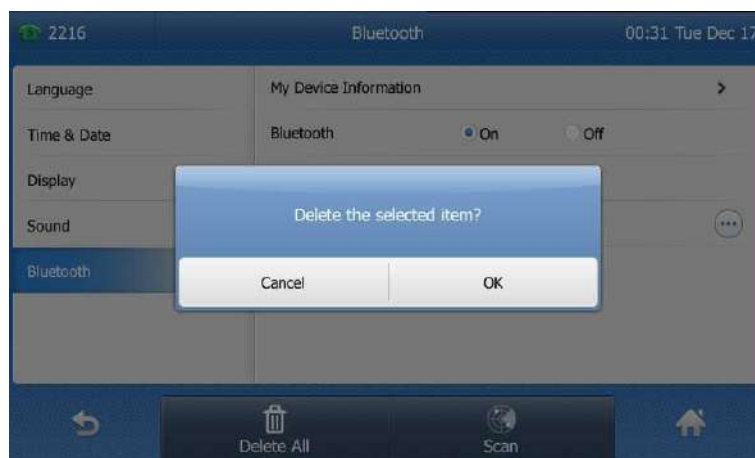 2216 Bluetooth 00:31 Tue Dec 17
Language My Device Information
Time & Date Bluetooth On Off
Display
Delete the selected item?
Sound
Bluetooth
Cancel OK
Delete All Scan